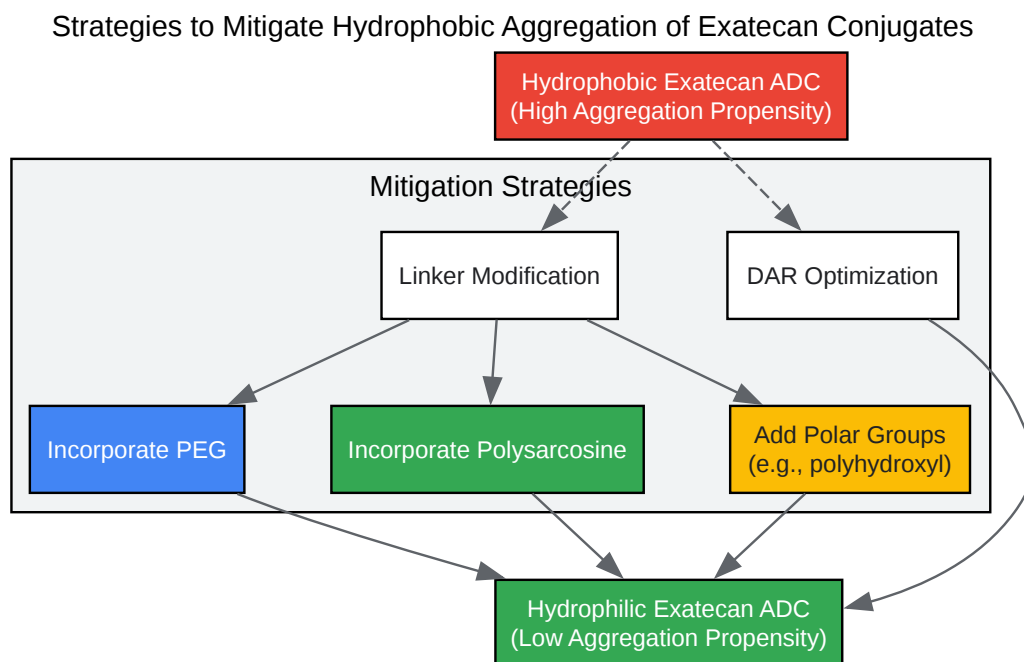 Strategies to Mitigate Hydrophobic Aggregation of Exatecan Conjugates
Hydrophobic Exatecan ADC
(High Aggregation Propensity)
Mitigation Strategies
Linker Modification
DAR Optimization
Incorporate PEG
Incorporate Polysarcosine
Add Polar Groups
(e.g., polyhydroxyl)
Hydrophilic Exatecan ADC
(Low Aggregation Propensity)